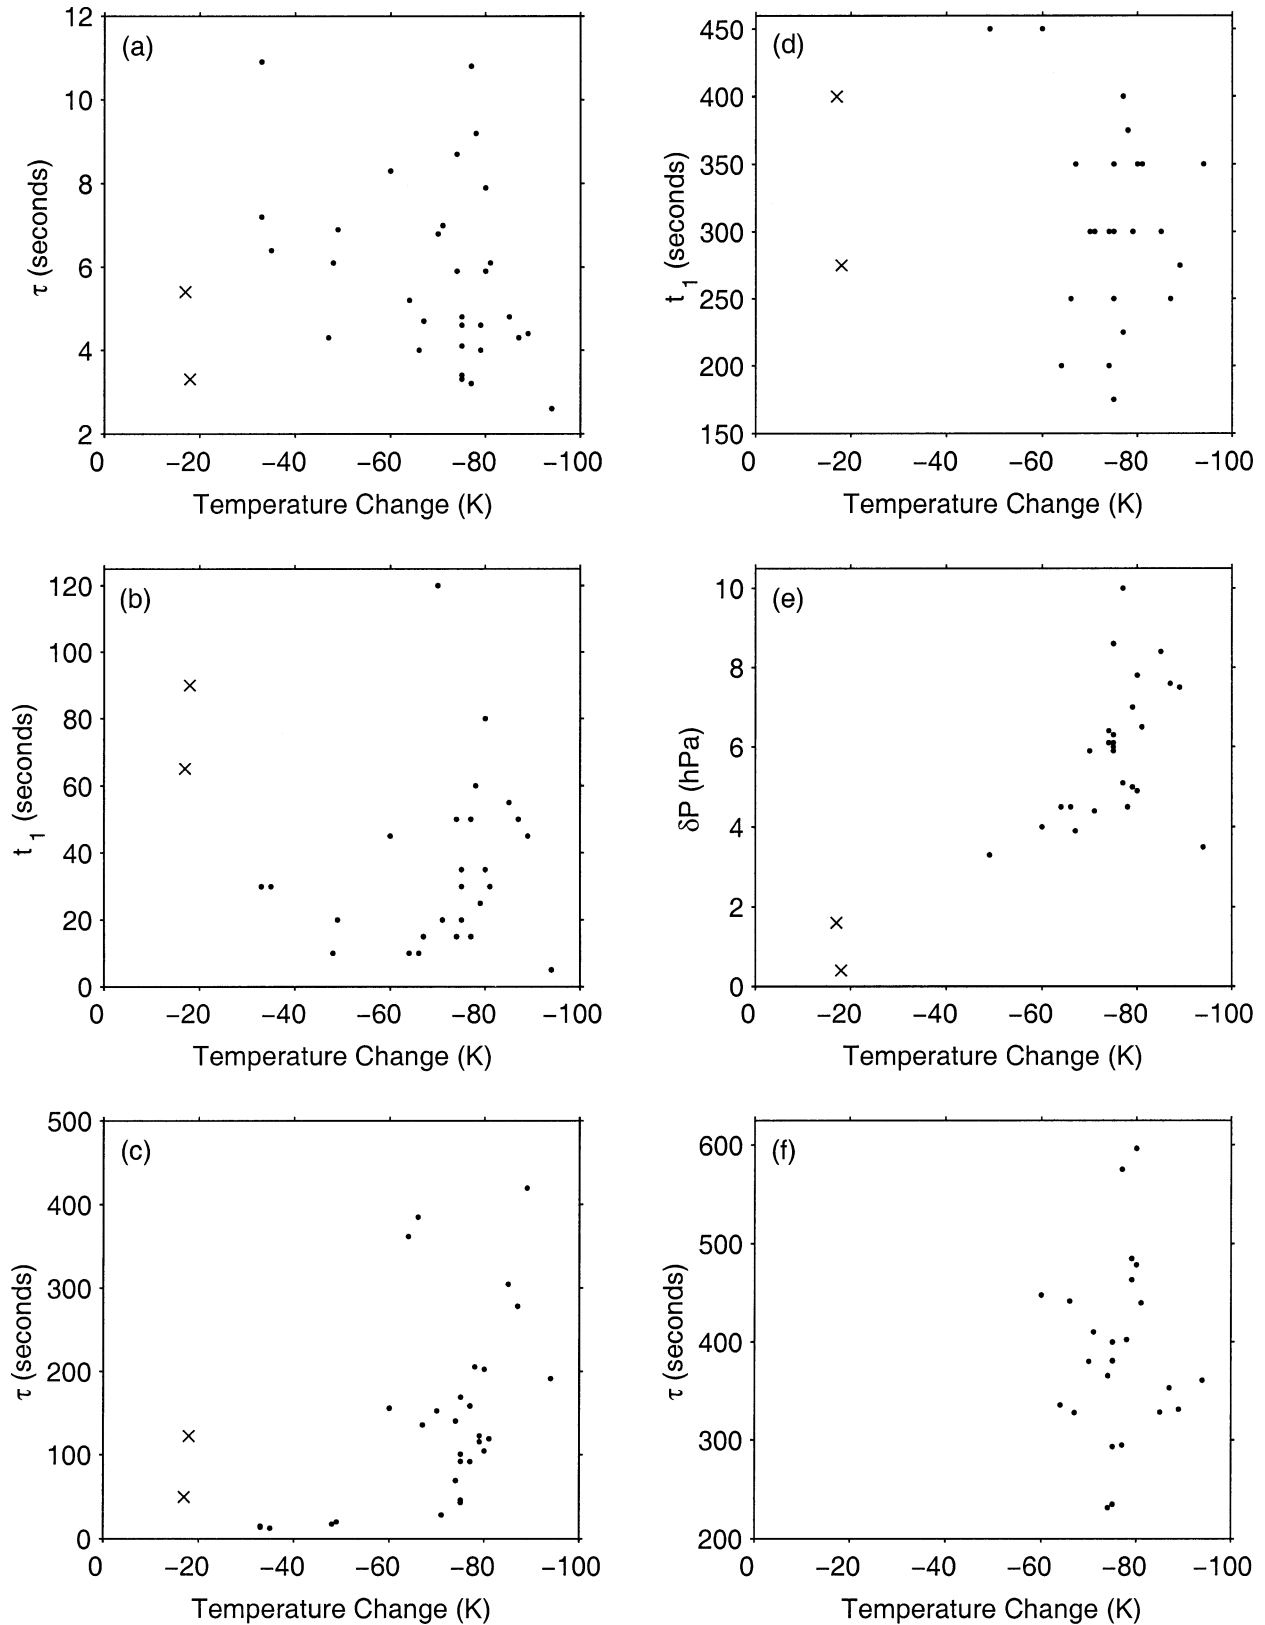 (a)
τ (seconds)
12
10
8
6
4
2
0 −20 −40 −60 −80 −100
Temperature Change (K)
(d)
t 1 (seconds)
450
400
350
300
250
200
150
0 −20 −40 −60 −80 −100
Temperature Change (K)
(b)
t 1 (seconds)
120
100
80
60
40
20
0
0 −20 −40 −60 −80 −100
Temperature Change (K)
(e)
δP (hPa)
10
8
6
4
2
0
0 −20 −40 −60 −80 −100
Temperature Change (K)
(c)
τ (seconds)
500
400
300
200
100
0
0 −20 −40 −60 −80 −100
Temperature Change (K)
(f)
τ (seconds)
600
500
400
300
200
0 −20 −40 −60 −80 −100
Temperature Change (K)